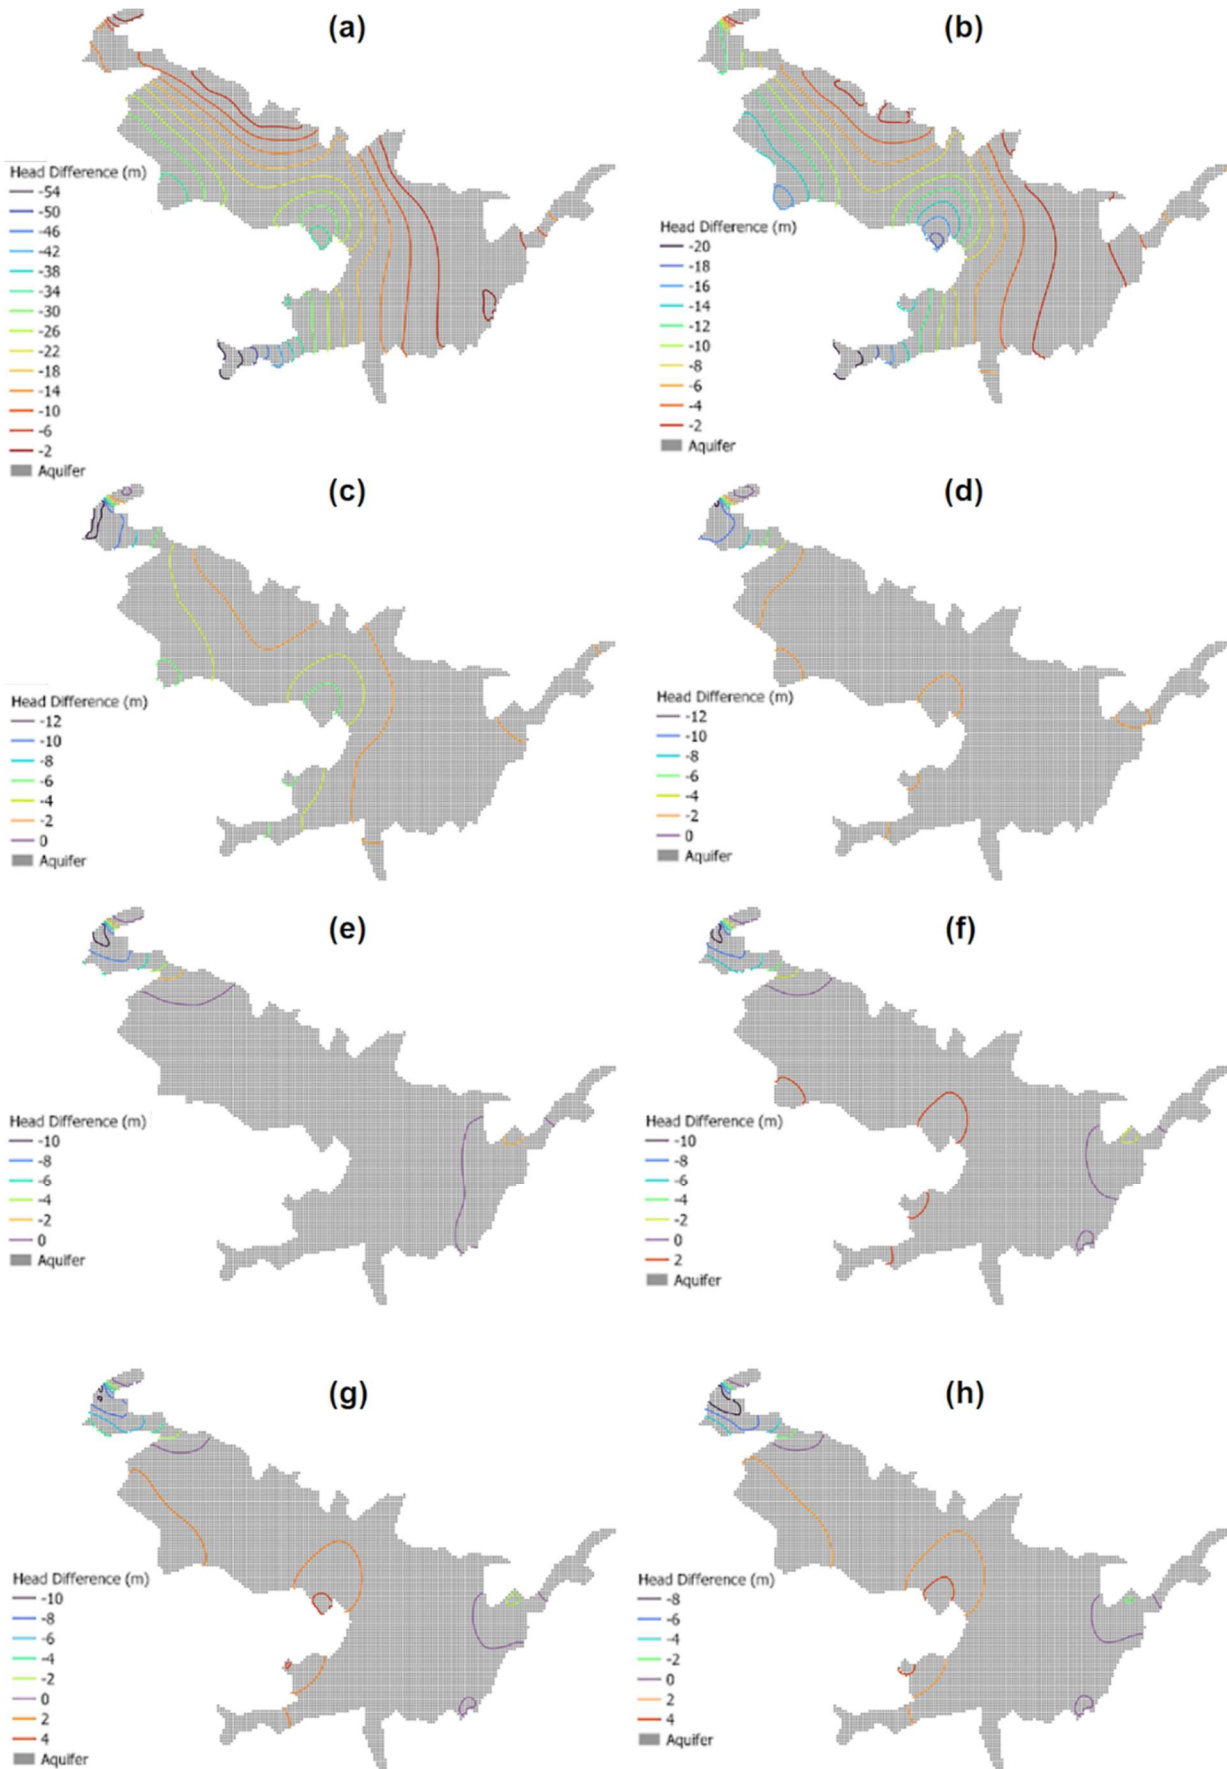 (a)
Head Difference (m)
-54
-50
-46
-42
-38
-34
-30
-26
-22
-18
-14
-10
-6
-2
Aquifer
(b)
Head Difference (m)
-20
-18
-16
-14
-12
-10
-8
-6
-4
-2
Aquifer
(c)
Head Difference (m)
-12
-10
-8
-6
-4
-2
0
Aquifer
(d)
Head Difference (m)
-12
-10
-8
-6
-4
-2
0
Aquifer
(e)
Head Difference (m)
-10
-8
-6
-4
-2
0
Aquifer
(f)
Head Difference (m)
-10
-8
-6
-4
-2
0
2
Aquifer
(g)
Head Difference (m)
-10
-8
-6
-4
-2
0
2
4
Aquifer
(h)
Head Difference (m)
-8
-6
-4
-2
0
2
4
Aquifer